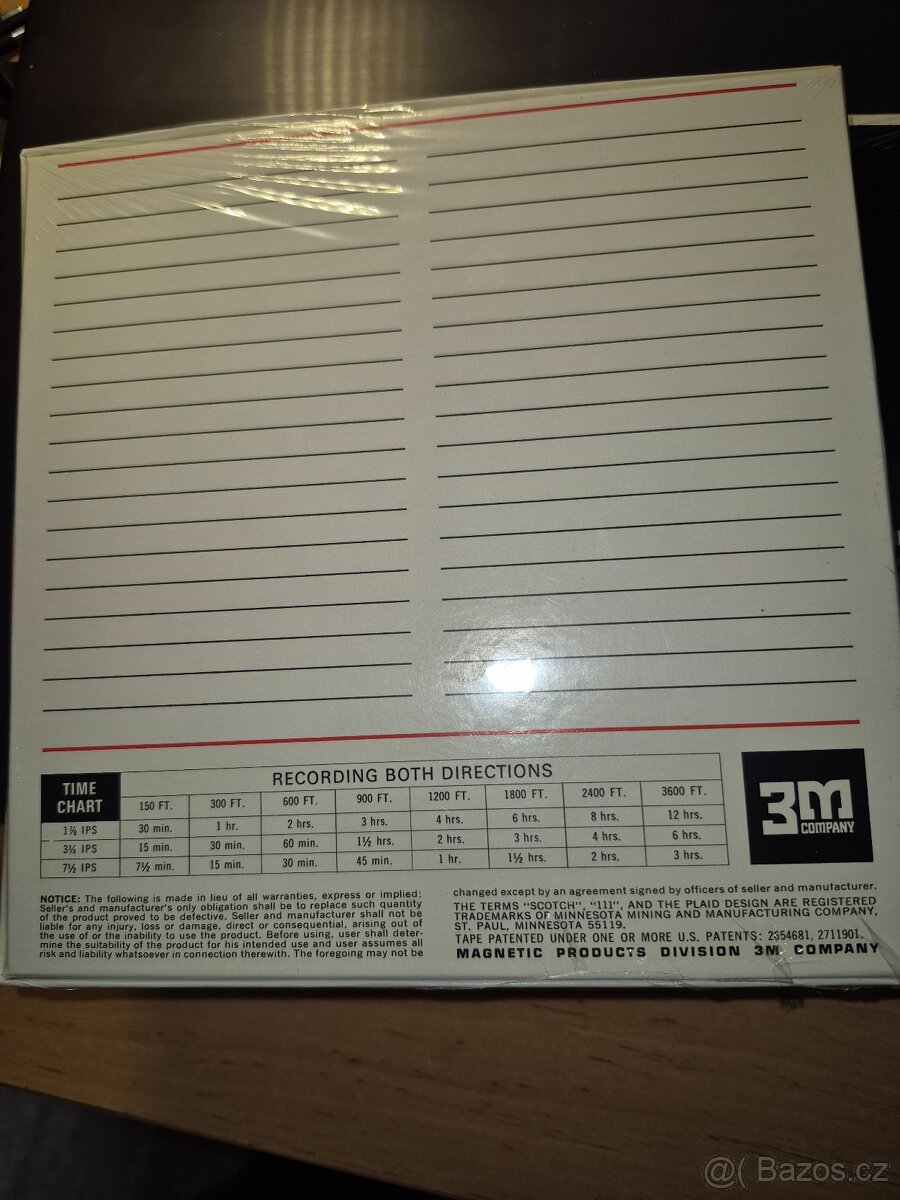 TIME CHART
RECORDING BOTH DIRECTIONS
150 FT. 300 FT. 600 FT. 900 FT. 1200 FT. 1800 FT. 2400 FT. 3600 FT.
1⅞ IPS 30 min. 1 hr. 2 hrs. 3 hrs. 4 hrs. 6 hrs. 8 hrs. 12 hrs.
3¾ IPS 15 min. 30 min. 60 min. 1½ hrs. 2 hrs. 3 hrs. 4 hrs. 6 hrs.
7½ IPS 7½ min. 15 min. 30 min. 45 min. 1 hr. 1½ hrs. 2 hrs. 3 hrs.
3M
COMPANY
NOTICE: The following is made in lieu of all warranties, express or implied;
Seller's and manufacturer's only obligation shall be to replace such quantity
of the product proved to be defective. Seller and manufacturer shall not be
liable for any injury, loss or damage, direct or consequential, arising out of
the use of or the inability to use the product. Before using, user shall deter-
mine the suitability of the product for his intended use and user assumes all
risk and liability whatsoever in connection therewith. The foregoing may not be
changed except by an agreement signed by officers of seller and manufacturer.
THE TERMS "SCOTCH", "111", AND THE PLAID DESIGN ARE REGISTERED
TRADEMARKS OF MINNESOTA MINING AND MANUFACTURING COMPANY,
ST. PAUL, MINNESOTA 55119.
TAPE PATENTED UNDER ONE OR MORE U.S. PATENTS: 2654681, 2711901.
MAGNETIC PRODUCTS DIVISION 3M COMPANY
@( Bazos.cz